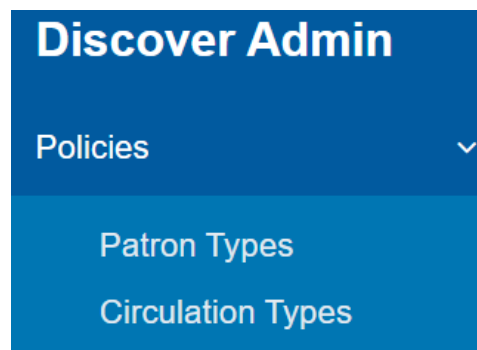 Discover Admin
Policies
Patron Types
Circulation Types